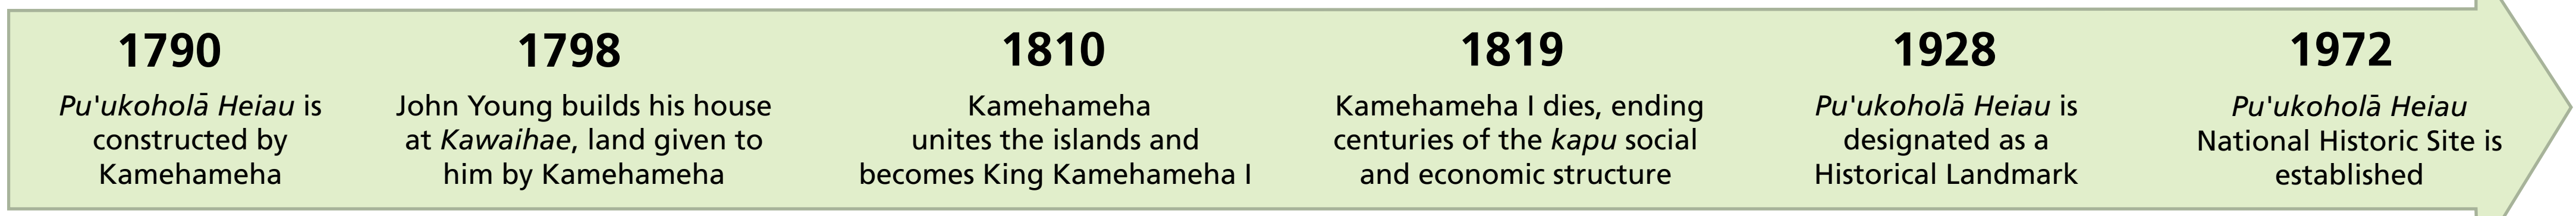 1790
Pu'ukoholā Heiau is
constructed by
Kamehameha
1798
John Young builds his house
at Kawaihae, land given to
him by Kamehameha
1810
Kamehameha
unites the islands and
becomes King Kamehameha I
1819
Kamehameha I dies, ending
centuries of the kapu social
and economic structure
1928
Pu'ukoholā Heiau is
designated as a
Historical Landmark
1972
Pu'ukoholā Heiau
National Historic Site is
established